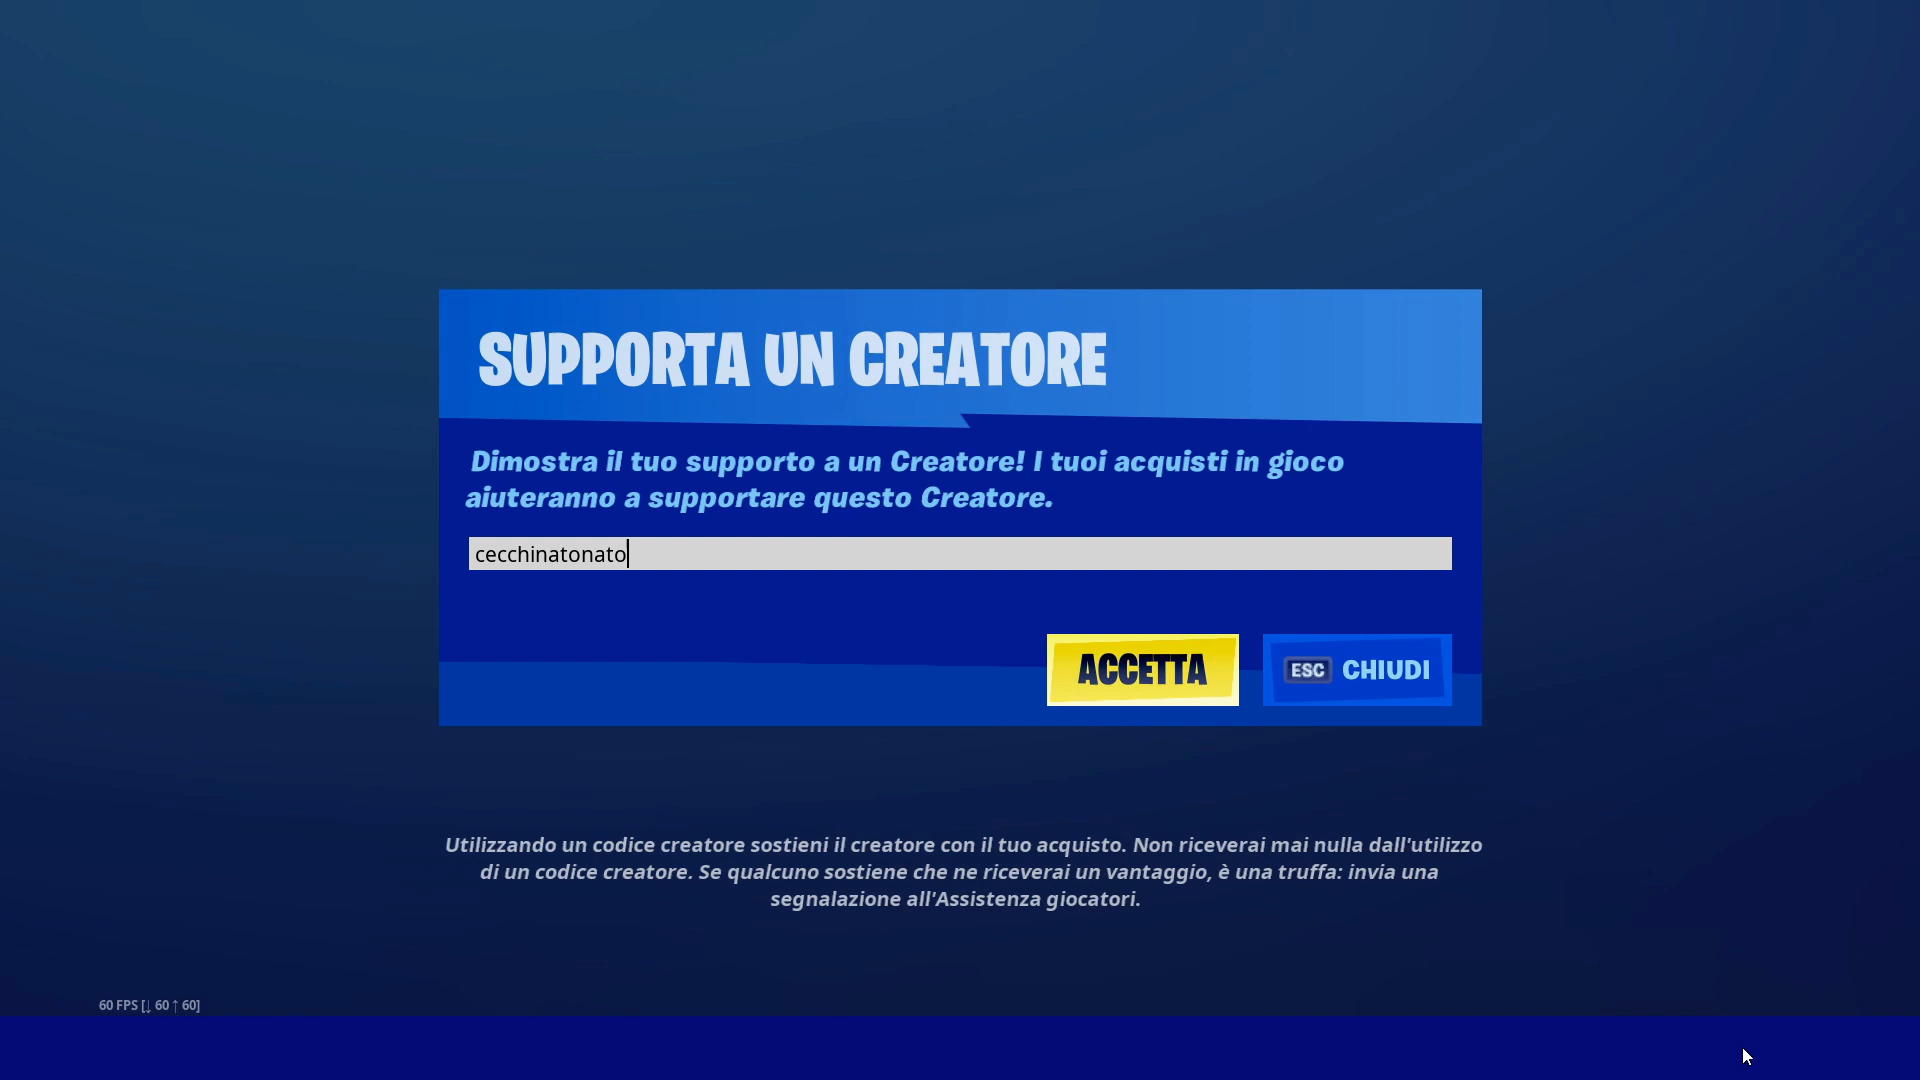 SUPPORTA UN CREATORE
Dimostra il tuo supporto a un Creatore! I tuoi acquisti in gioco
aiuteranno a supportare questo Creatore.
cecchinatonato
ACCETTA
ESC CHIUDI
Utilizzando un codice creatore sostieni il creatore con il tuo acquisto. Non riceverai mai nulla dall'utilizzo
di un codice creatore. Se qualcuno sostiene che ne riceverai un vantaggio, è una truffa: invia una
segnalazione all'Assistenza giocatori.
60 FPS [↓ 60 ↑ 60]